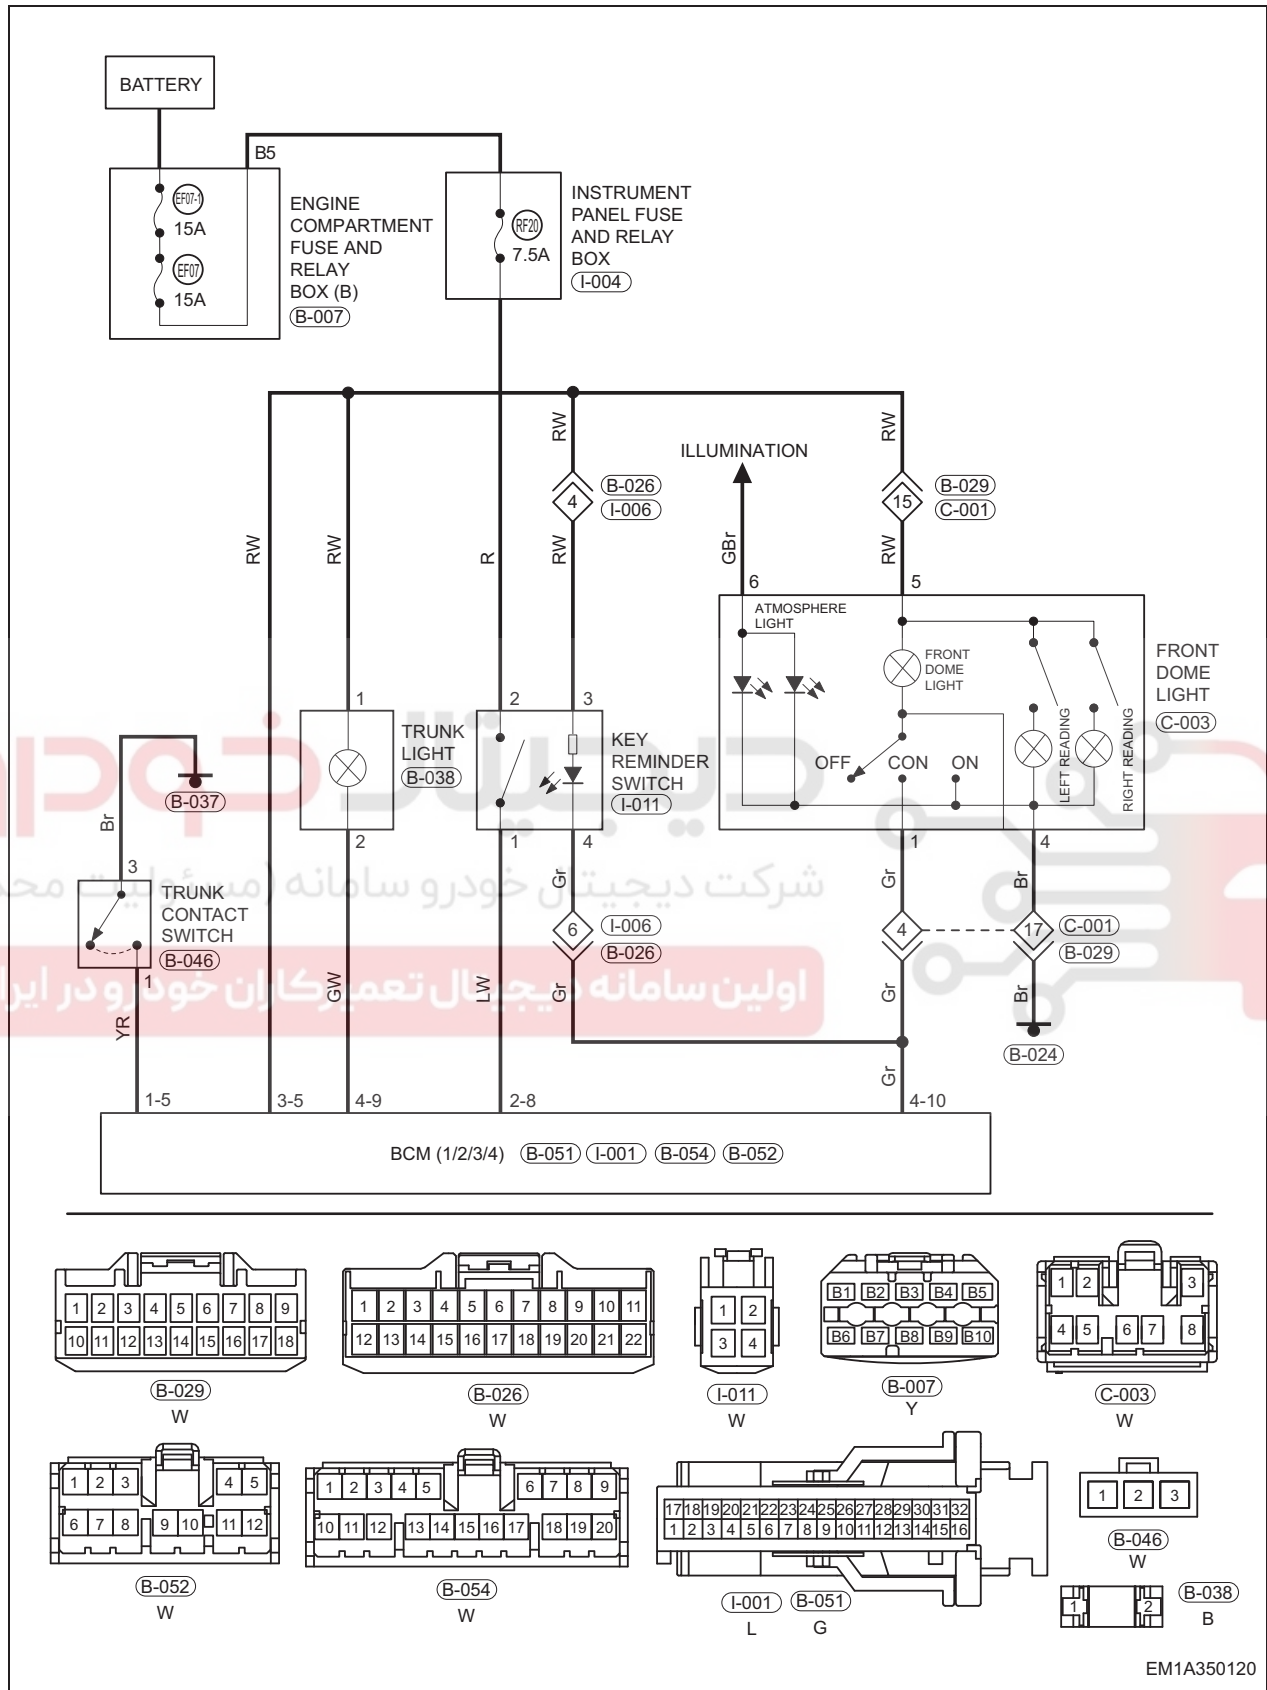 BATTERY
B5
EF07-1
15A
EF07
15A
ENGINE
COMPARTMENT
FUSE AND
RELAY
BOX (B)
B-007
RF20
7.5A
INSTRUMENT
PANEL FUSE
AND RELAY
BOX
I-004
RW
RW
ILLUMINATION
4
B-026
I-006
15
B-029
C-001
RW
RW
R
RW
GBr
RW
6
5
ATMOSPHERE
LIGHT
FRONT
DOME
LIGHT
OFF
CON
ON
LEFT READING
RIGHT READING
FRONT
DOME
LIGHT
C-003
1
TRUNK
LIGHT
B-038
2
2
3
KEY
REMINDER
SWITCH
I-011
1
4
1
4
B-037
Br
3
TRUNK
CONTACT
SWITCH
B-046
1
دیجیتال خودرو
شرکت دیجیتال خودرو سامانه (مسئولیت محد
اولین سامانه دیجیتال تعمیرکاران خودرو در ایرا
Gr
Gr
Br
6
I-006
B-026
4
17
C-001
B-029
YR
GW
LW
Gr
Gr
Br
B-024
Gr
1-5
3-5
4-9
2-8
4-10
BCM (1/2/3/4) B-051 I-001 B-054 B-052
1 2 3 4 5 6 7 8 9
10 11 12 13 14 15 16 17 18
B-029
W
1 2 3 4 5 6 7 8 9 10 11
12 13 14 15 16 17 18 19 20 21 22
B-026
W
1 2
3 4
I-011
W
B1 B2 B3 B4 B5
B6 B7 B8 B9 B10
B-007
Y
1 2 3
4 5 6 7 8
C-003
W
1 2 3 4 5
6 7 8 9 10 11 12
B-052
W
1 2 3 4 5 6 7 8 9
10 11 12 13 14 15 16 17 18 19 20
B-054
W
17 18 19 20 21 22 23 24 25 26 27 28 29 30 31 32
1 2 3 4 5 6 7 8 9 10 11 12 13 14 15 16
I-001
L
B-051
G
1 2 3
B-046
W
1 2
B-038
B
EM1A350120